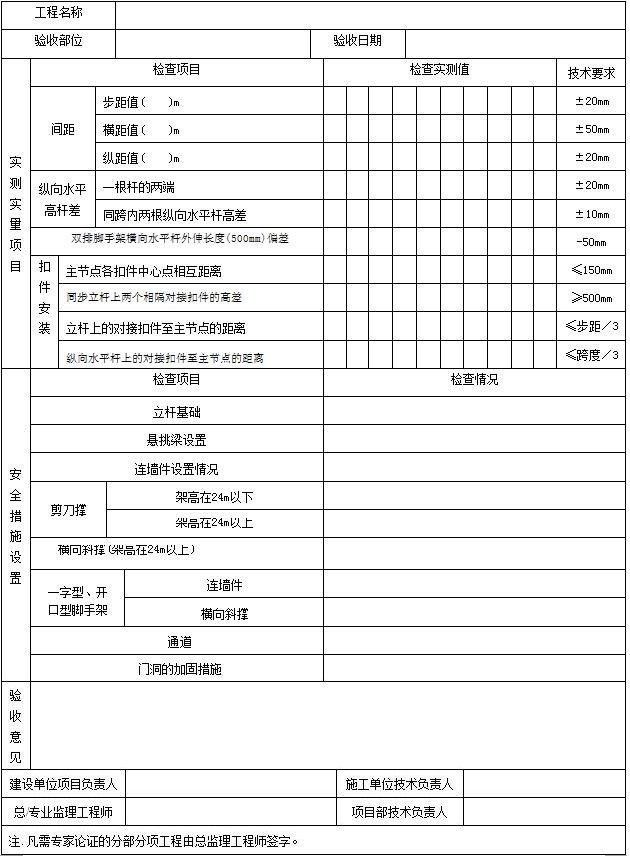 工程名称
验收部位 验收日期
实测实量项目 检查项目 检查实测值 技术要求
间距 步距值( )m ±20mm
横距值( )m ±50mm
纵距值( )m ±20mm
纵向水平高杆差 一根杆的两端 ±20mm
同跨内两根纵向水平杆高差 ±10mm
双排脚手架横向水平杆外伸长度(500mm)偏差 -50mm
扣件安装 主节点各扣件中心点相互距离 ≤150mm
同步立杆上两个相隔对接扣件的高差 ≥500mm
立杆上的对接扣件至主节点的距离 ≤步距/3
纵向水平杆上的对接扣件至主节点的距离 ≤跨度/3
安全措施设置 检查项目 检查情况
立杆基础
悬挑梁设置
连墙件设置情况
剪刀撑 架高在24m以下
架高在24m以上
横向斜撑(架高在24m以上)
一字型、开口型脚手架 连墙件
横向斜撑
通道
门洞的加固措施
验收意见
建设单位项目负责人 施工单位技术负责人
总/专业监理工程师 项目部技术负责人
注.凡需专家论证的分部分项工程由总监理工程师签字。